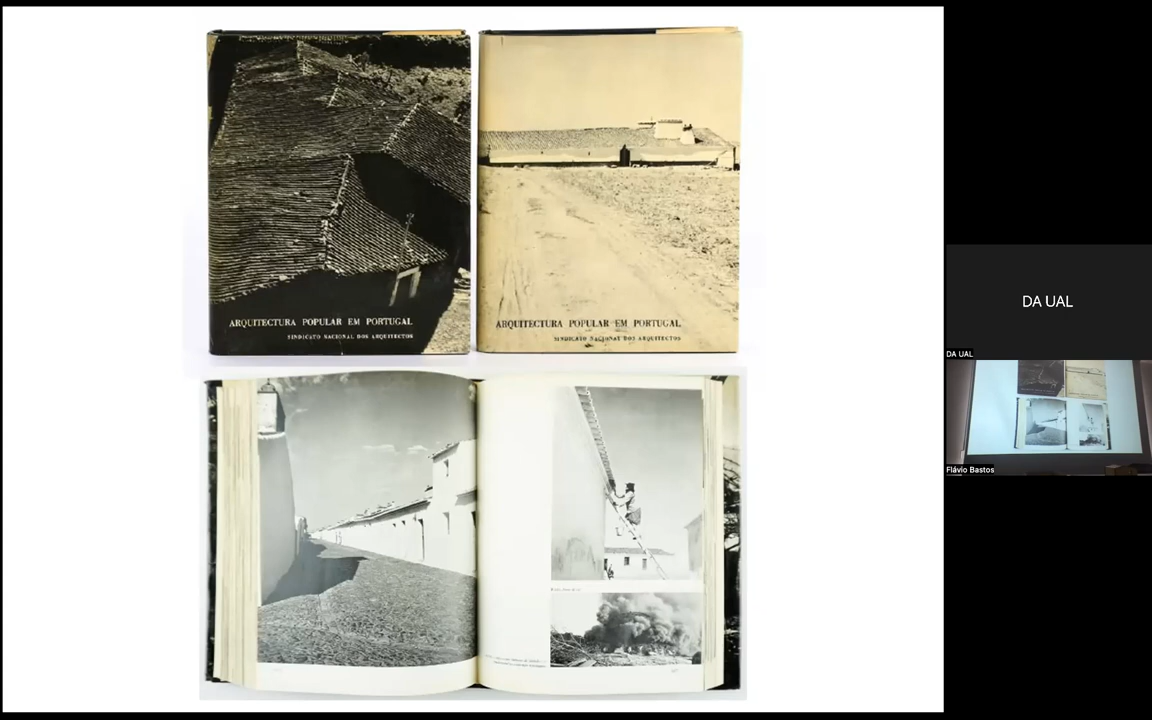 ARQUITECTURA POPULAR EM PORTUGAL
SINDICATO NACIONAL DOS ARQUITECTOS
ARQUITECTURA POPULAR EM PORTUGAL
SINDICATO NACIONAL DOS ARQUITECTOS
DA UAL
DA UAL
Flávio Bastos